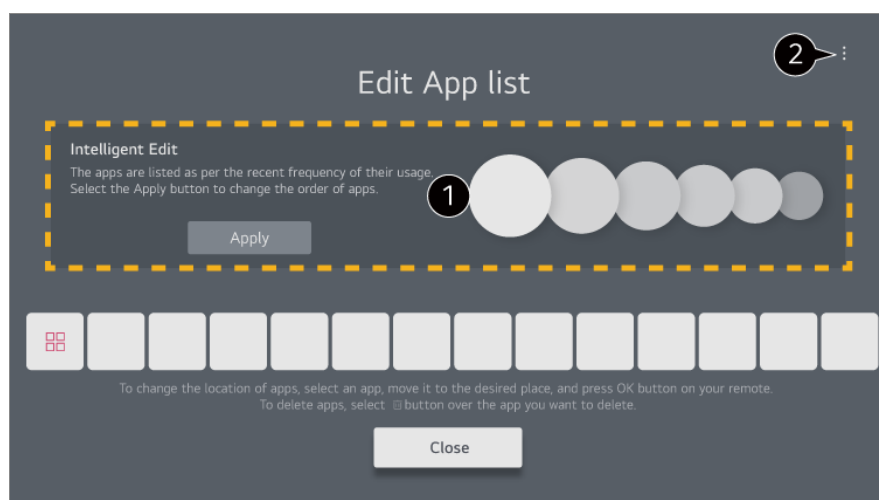 2
Edit App list
Intelligent Edit
The apps are listed as per the recent frequency of their usage.
Select the Apply button to change the order of apps.
1
Apply
To change the location of apps, select an app, move it to the desired place, and press OK button on your remote.
To delete apps, select button over the app you want to delete.
Close